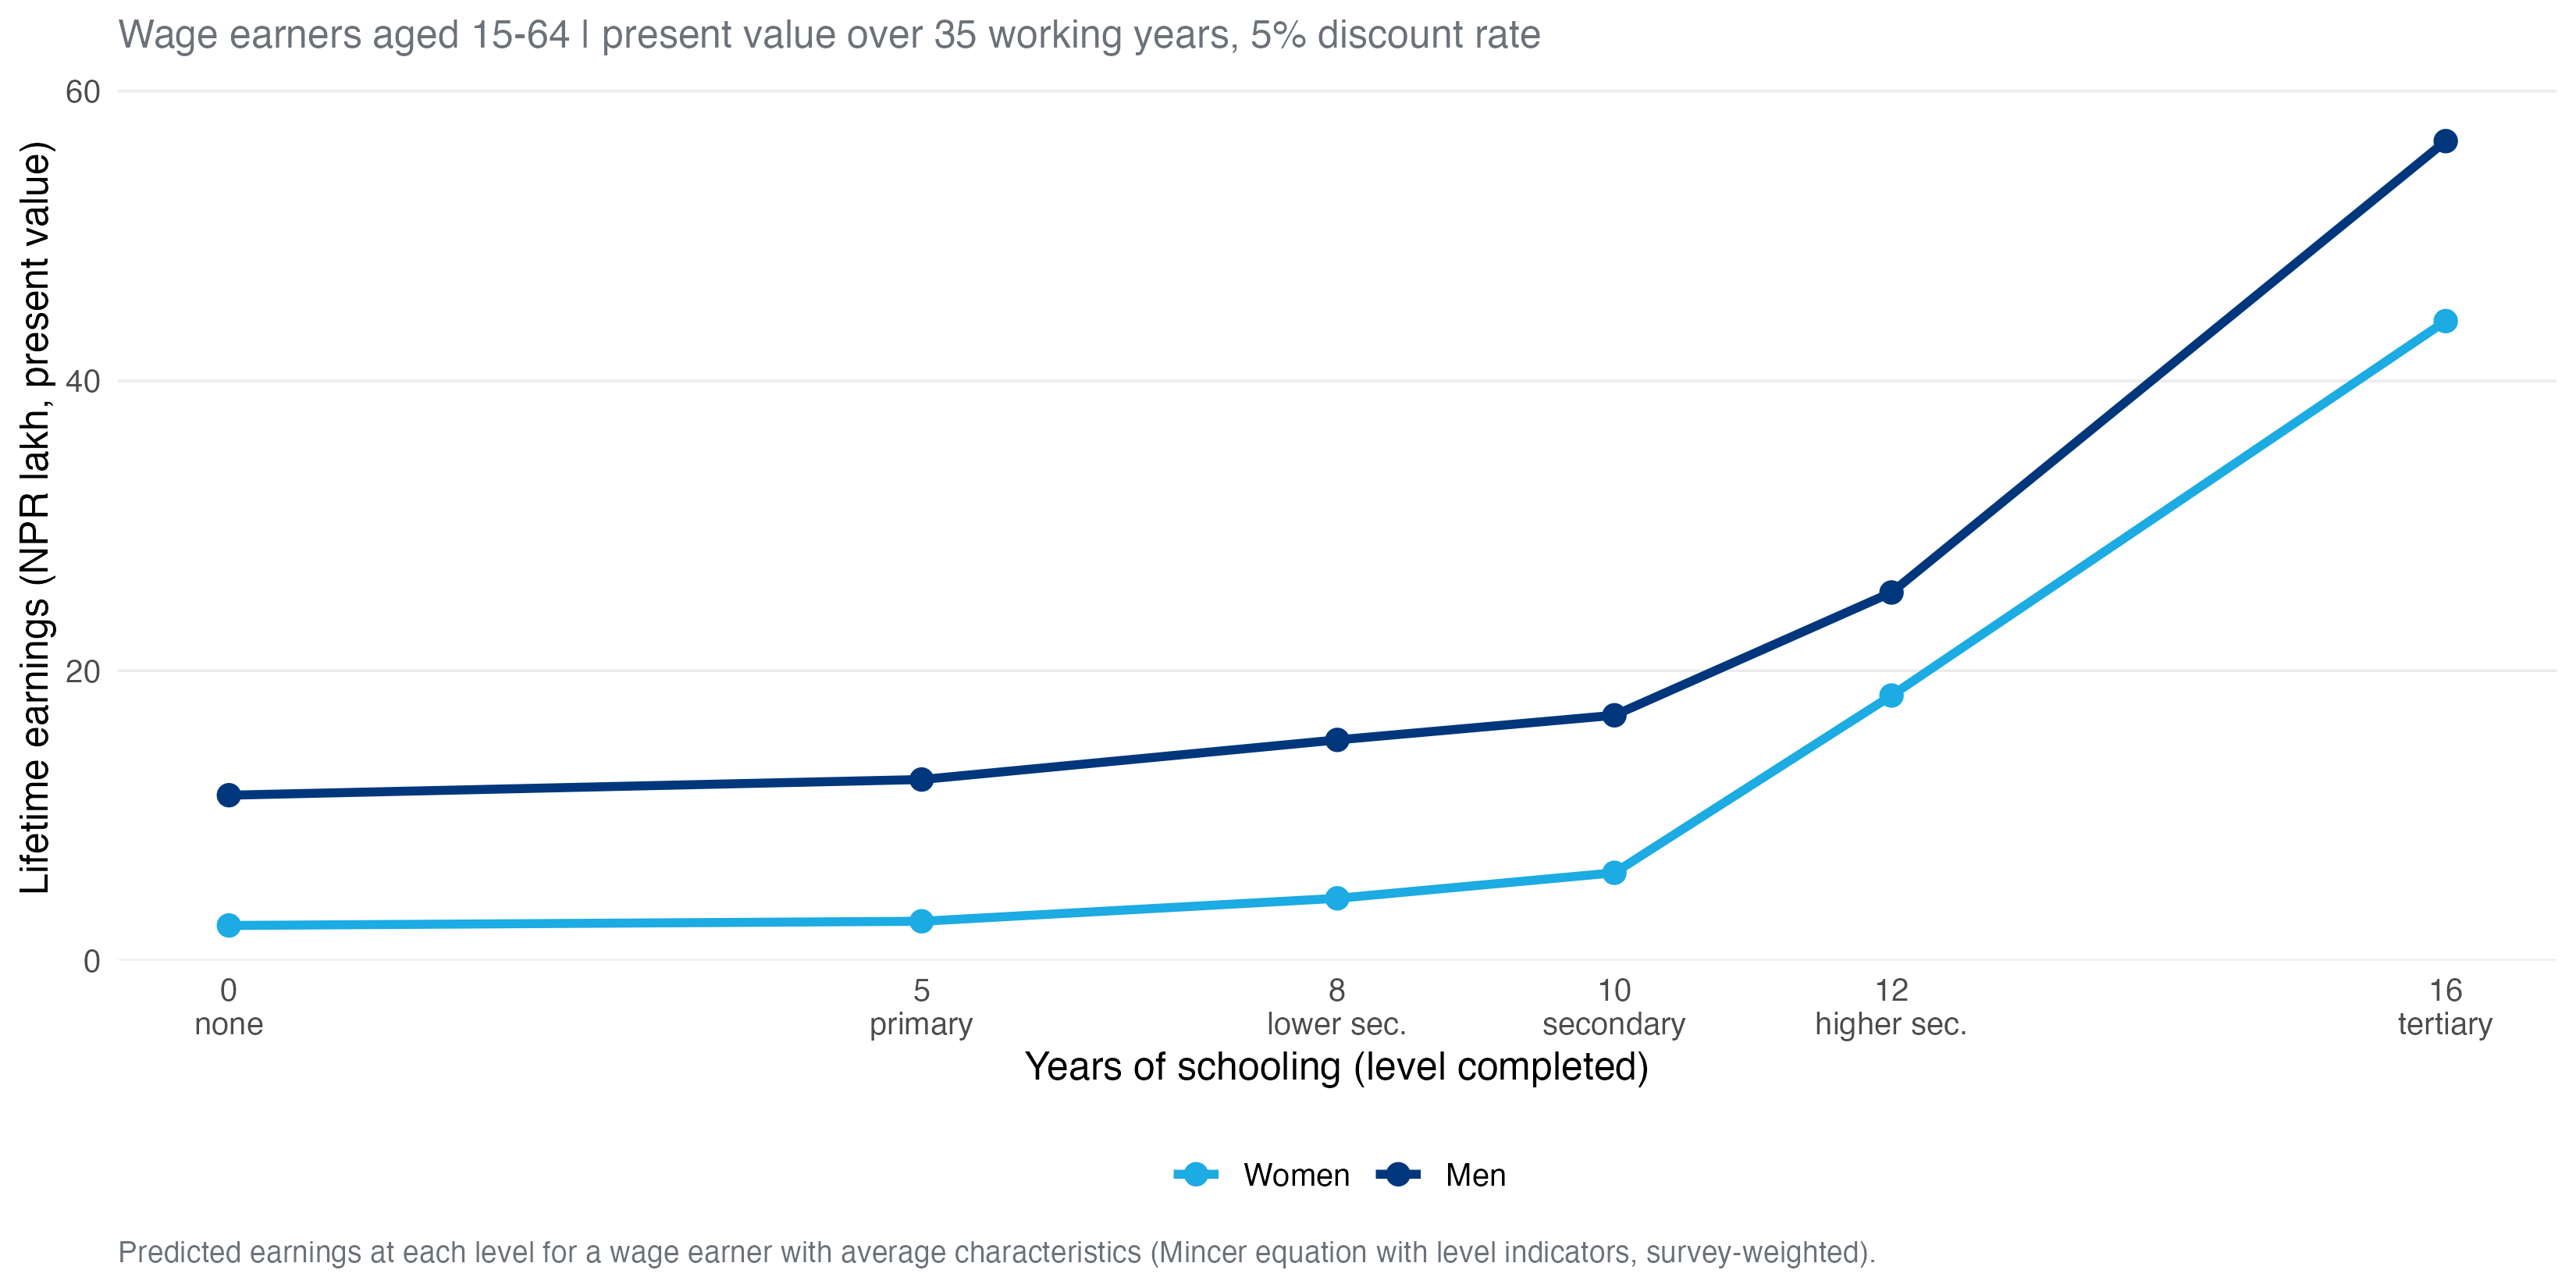 Wage earners aged 15-64 | present value over 35 working years, 5% discount rate
Lifetime earnings (NPR lakh, present value)
60
40
20
0
0
none
5
primary
8
lower sec.
10
secondary
12
higher sec.
16
tertiary
Years of schooling (level completed)
Women
Men
Predicted earnings at each level for a wage earner with average characteristics (Mincer equation with level indicators, survey-weighted).